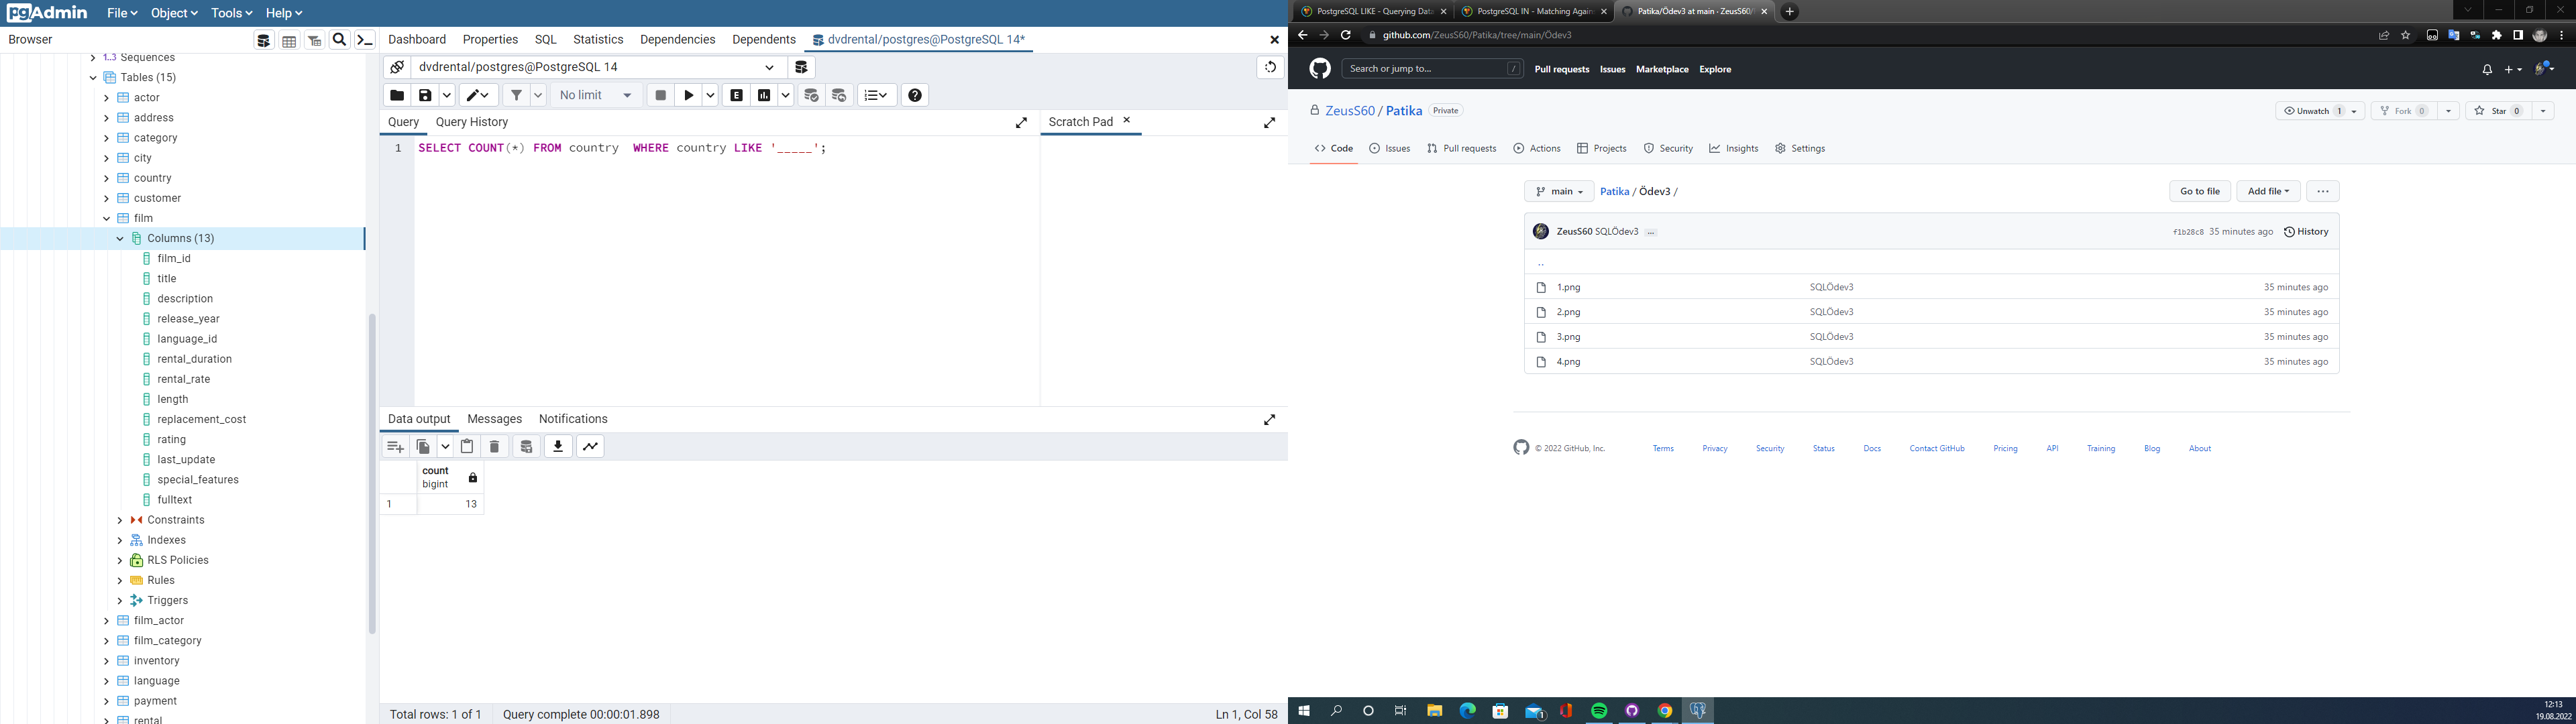 pgAdmin File Object Tools Help
Browser
1..3 Sequences
Tables (15)
actor
address
category
city
country
customer
film
Columns (13)
film_id
title
description
release_year
language_id
rental_duration
rental_rate
length
replacement_cost
rating
last_update
special_features
fulltext
Constraints
Indexes
RLS Policies
Rules
Triggers
film_actor
film_category
inventory
language
payment
rental
Dashboard Properties SQL Statistics Dependencies Dependents dvdrental/postgres@PostgreSQL 14*
dvdrental/postgres@PostgreSQL 14
No limit
E
Query Query History
Scratch Pad
1 SELECT COUNT(*) FROM country  WHERE country LIKE '_____';
Data output Messages Notifications
count
bigint
1 13
Total rows: 1 of 1 Query complete 00:00:01.898 Ln 1, Col 58
PostgreSQL LIKE - Querying Data PostgreSQL IN - Matching Again Patika/Ödev3 at main · ZeusS60/
github.com/ZeusS60/Patika/tree/main/Ödev3
Search or jump to... / Pull requests Issues Marketplace Explore
ZeusS60 / Patika Private
Unwatch 1 Fork 0 Star 0
Code Issues Pull requests Actions Projects Security Insights Settings
main Patika / Ödev3 / Go to file Add file ...
ZeusS60 SQLÖdev3 ... f1b28c8 35 minutes ago History
..
1.png SQLÖdev3 35 minutes ago
2.png SQLÖdev3 35 minutes ago
3.png SQLÖdev3 35 minutes ago
4.png SQLÖdev3 35 minutes ago
© 2022 GitHub, Inc. Terms Privacy Security Status Docs Contact GitHub Pricing API Training Blog About
1
12:13
19.08.2022